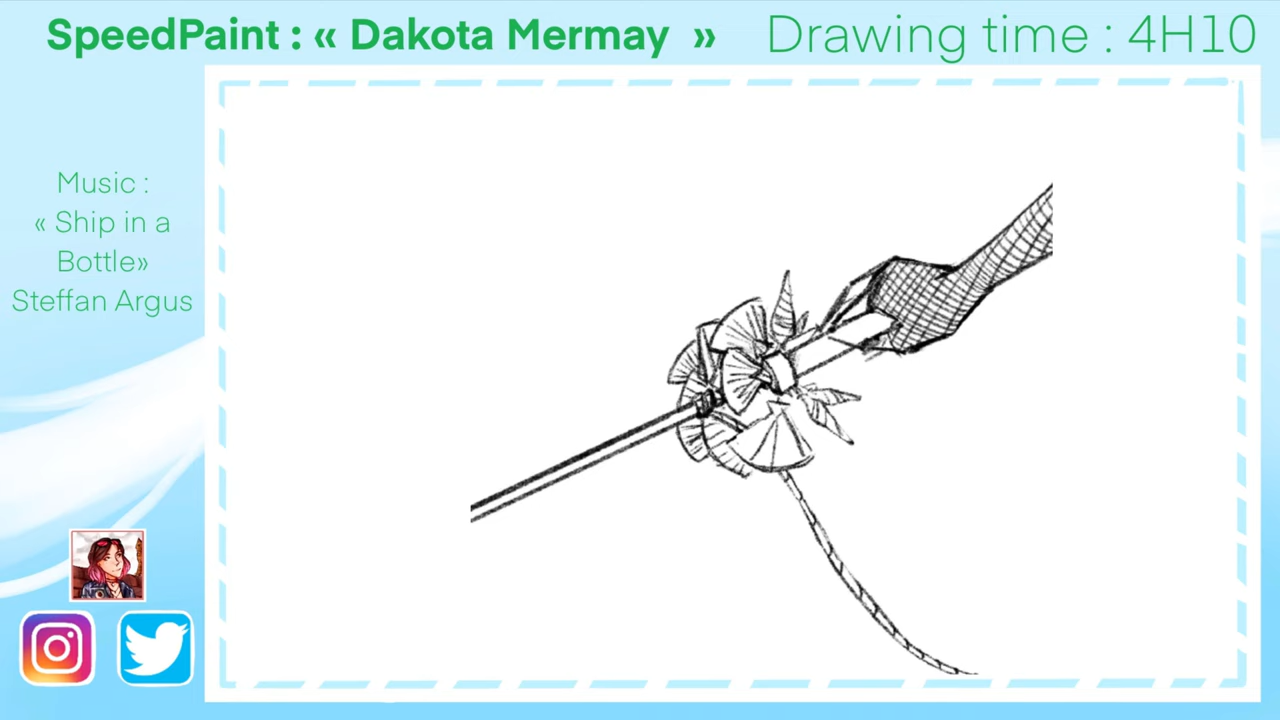 SpeedPaint : « Dakota Mermay  »
Drawing time : 4H10
Music :
« Ship in a
Bottle»
Steffan Argus